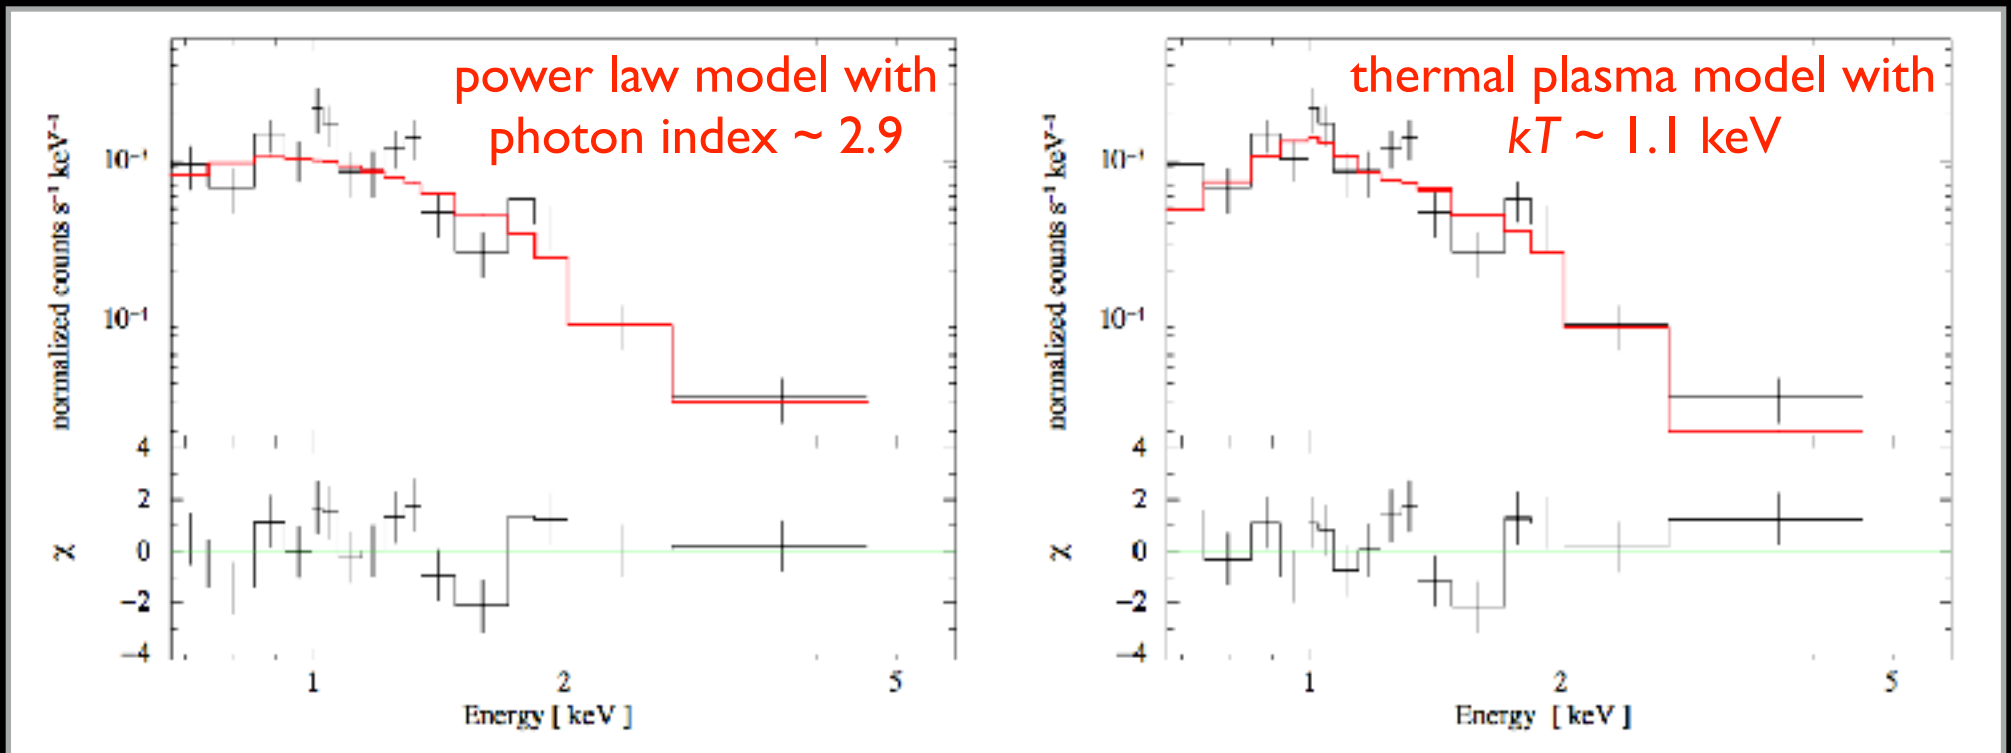 power law model with
photon index ~ 2.9
normalized counts s⁻¹ keV⁻¹
10⁻¹
10⁻¹
4
2
0
−2
−4
χ
1
2
5
Energy [ keV ]
thermal plasma model with
kT ~ 1.1 keV
normalized counts s⁻¹ keV⁻¹
10⁻¹
10⁻¹
4
2
0
−2
−4
χ
1
2
5
Energy [ keV ]